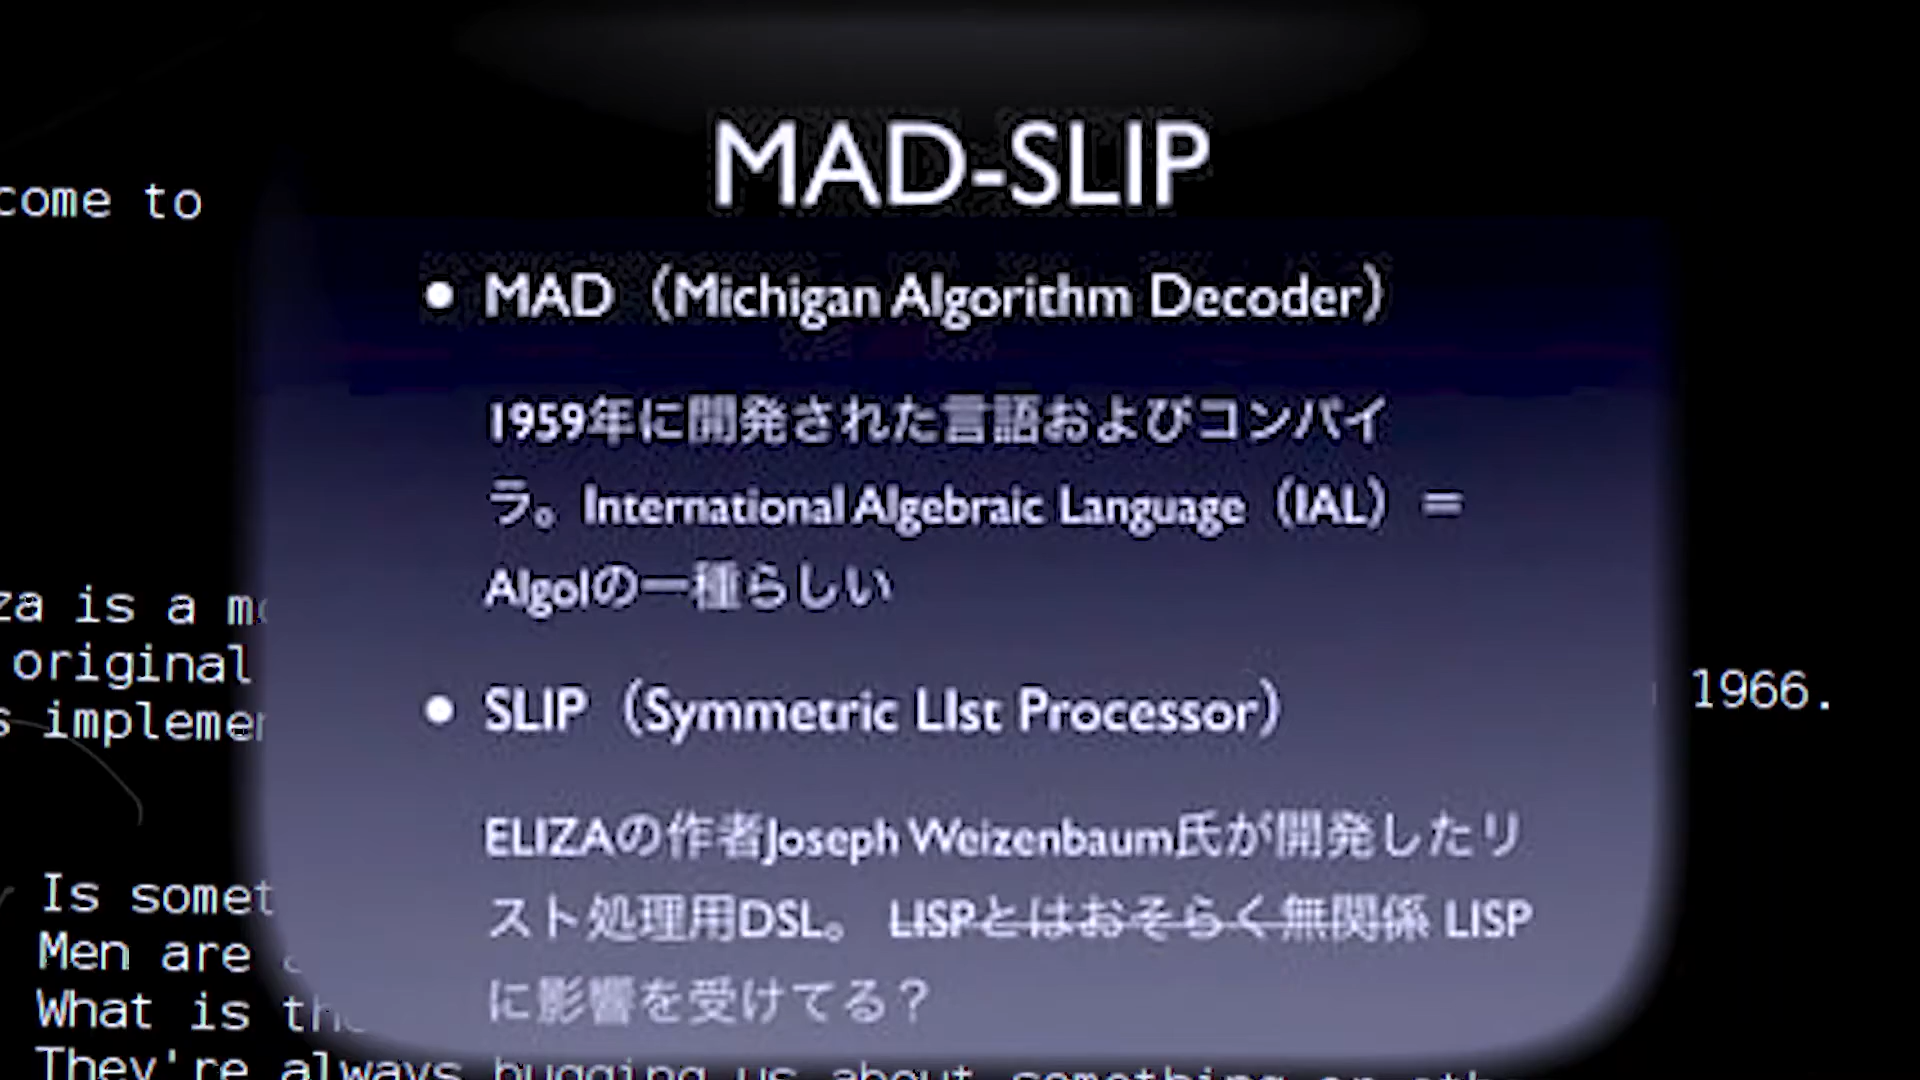 MAD-SLIP
come to
• MAD（Michigan Algorithm Decoder）
1959年に開発された言語およびコンパイ
ラ。International Algebraic Language（IAL）＝
Algolの一種らしい
za is a
original
implemen
• SLIP（Symmetric LIst Processor）
1966.
ELIZAの作者Joseph Weizenbaum氏が開発したリ
スト処理用DSL。 LISPとはおそらく無関係 LISP
に影響を受けてる？
Is somet
Men are
What is
They're always bugging us about something or